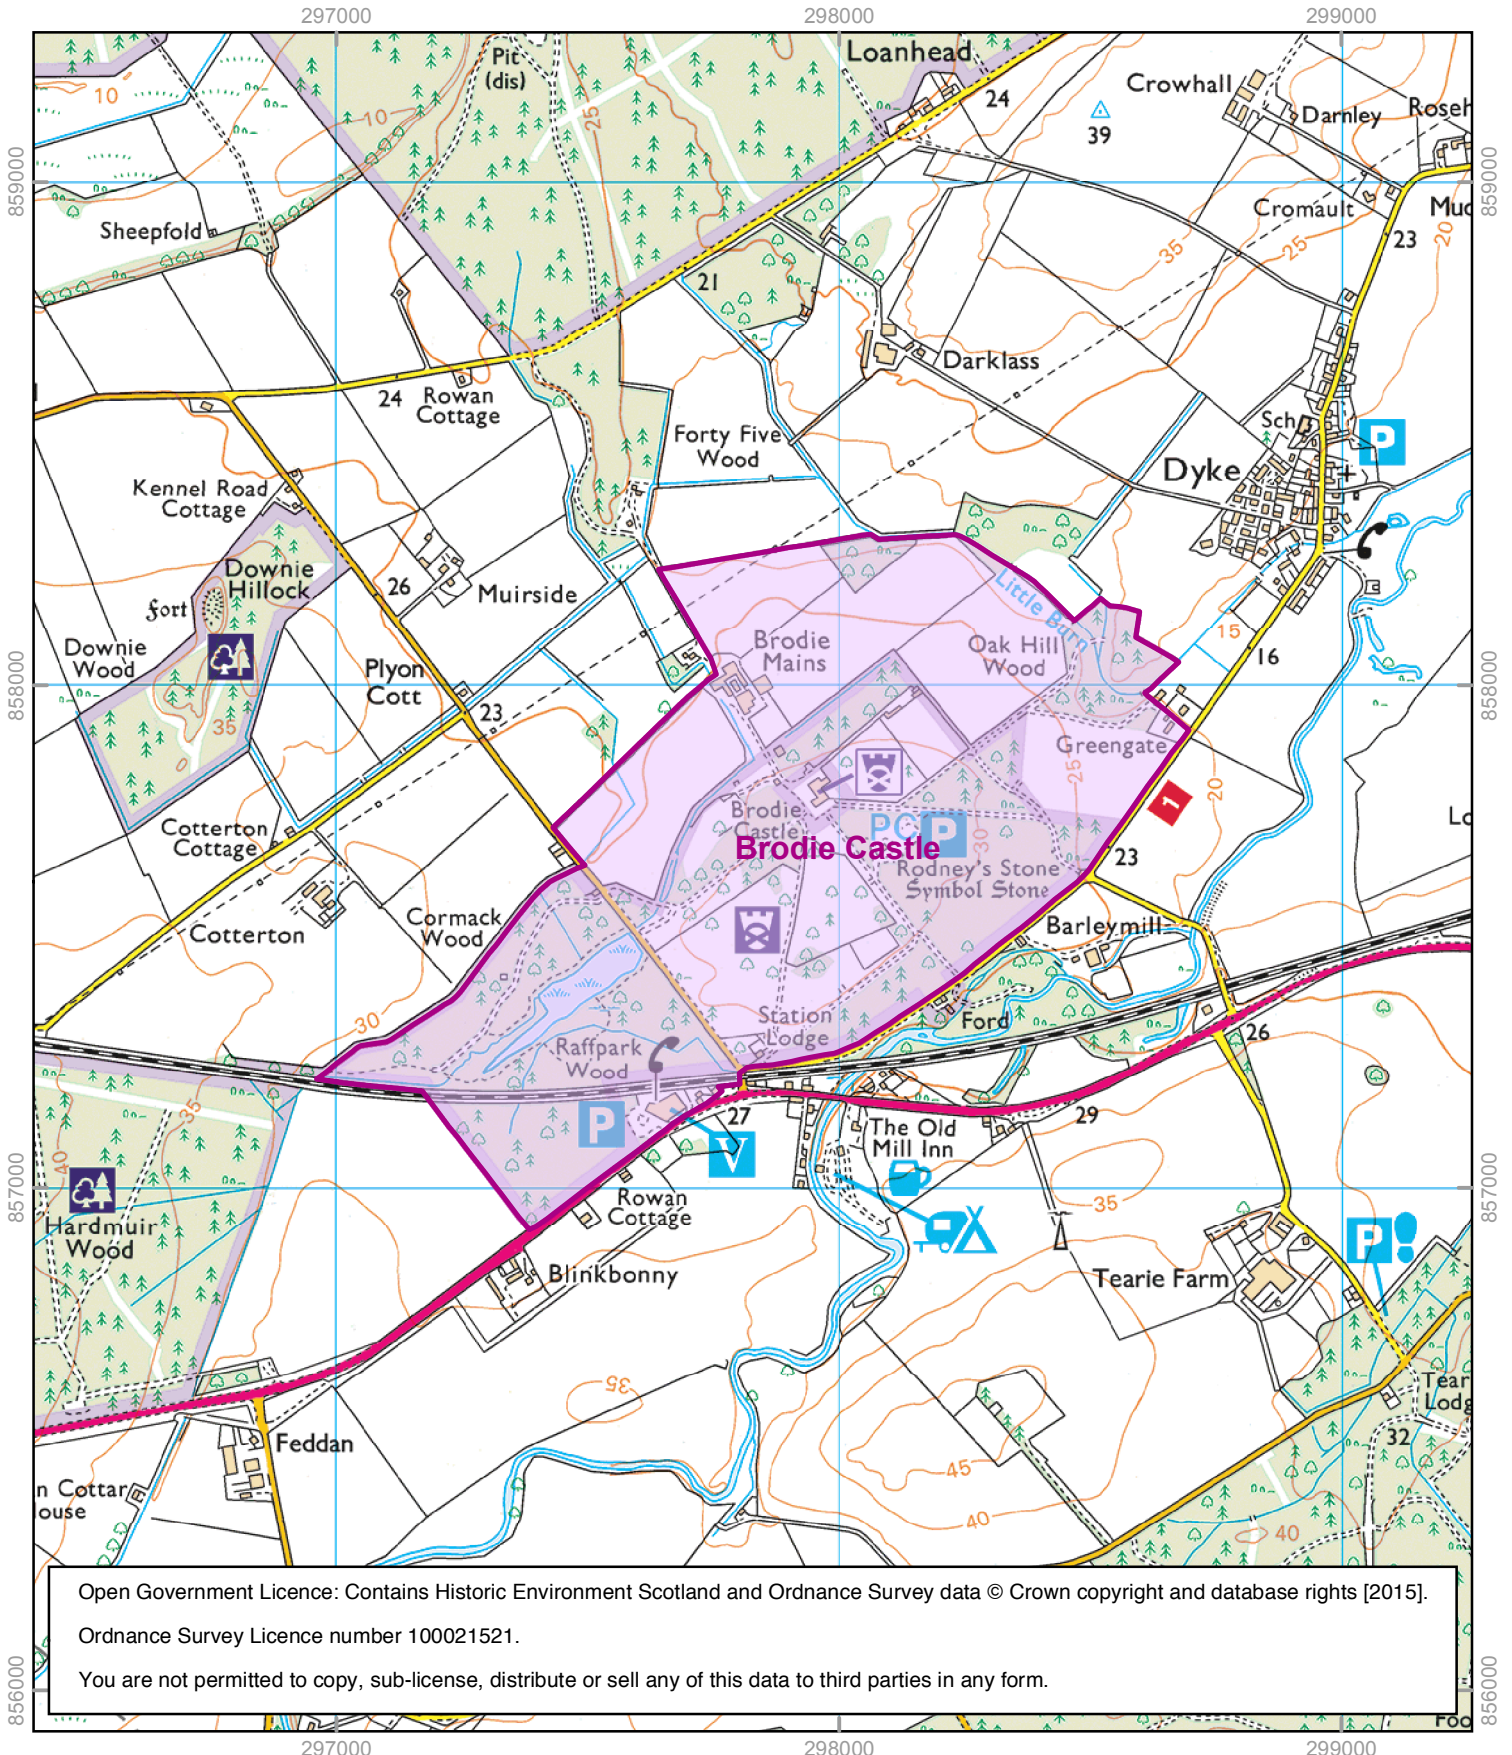 297000
298000
299000
Loanhead
Pit
(dis)
Crowhall
24
Darnley
10
10
25
39
859000
859000
Cromault
Sheepfold
35
25
23
20
21
Darklass
24
Rowan
Cottage
Forty Five
Wood
Sch
P
Dyke
Kennel Road
Cottage
Downie
Hillock
Fort
26
Muirside
Little Burn
15
16
Downie
Wood
Brodie
Mains
Oak Hill
Wood
858000
858000
Plyon
Cott
23
35
Greengate
25
20
1
Cotterton
Cottage
Brodie
Castle
PC
P
30
Brodie Castle
Rodney's Stone
Symbol Stone
23
Cormack
Wood
Cotterton
Barleymill
30
Station
Lodge
Ford
26
Raffpark
Wood
35
P
27
V
29
The Old
Mill Inn
40
857000
857000
Hardmuir
Wood
Rowan
Cottage
35
P
Blinkbonny
Tearie Farm
35
Tear
Lodg
32
Feddan
45
n Cottar
ouse
40
40
Open Government Licence: Contains Historic Environment Scotland and Ordnance Survey data © Crown copyright and database rights [2015].
Ordnance Survey Licence number 100021521.
You are not permitted to copy, sub-license, distribute or sell any of this data to third parties in any form.
856000
856000
297000
298000
299000